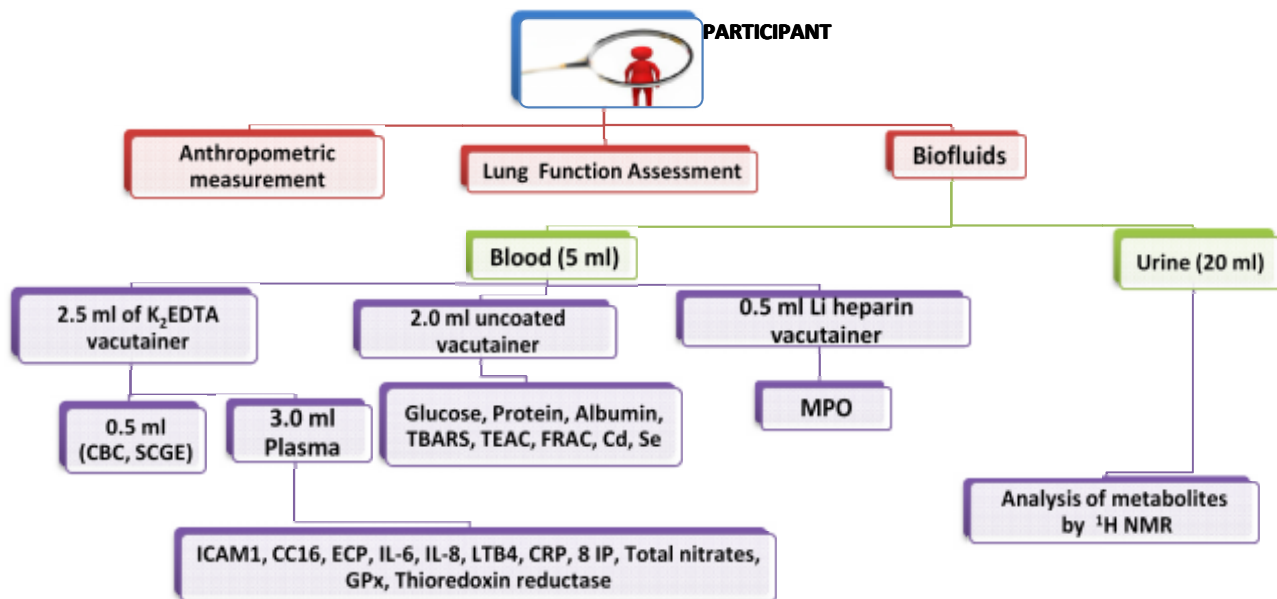 PARTICIPANT
Anthropometric
measurement
Lung Function Assessment
Biofluids
Blood (5 ml)
Urine (20 ml)
2.5 ml of K₂EDTA
vacutainer
2.0 ml uncoated
vacutainer
0.5 ml Li heparin
vacutainer
0.5 ml
(CBC, SCGE)
3.0 ml
Plasma
Glucose, Protein, Albumin,
TBARS, TEAC, FRAC, Cd, Se
MPO
Analysis of metabolites
by ¹H NMR
ICAM1, CC16, ECP, IL-6, IL-8, LTB4, CRP, 8 IP, Total nitrates,
GPx, Thioredoxin reductase